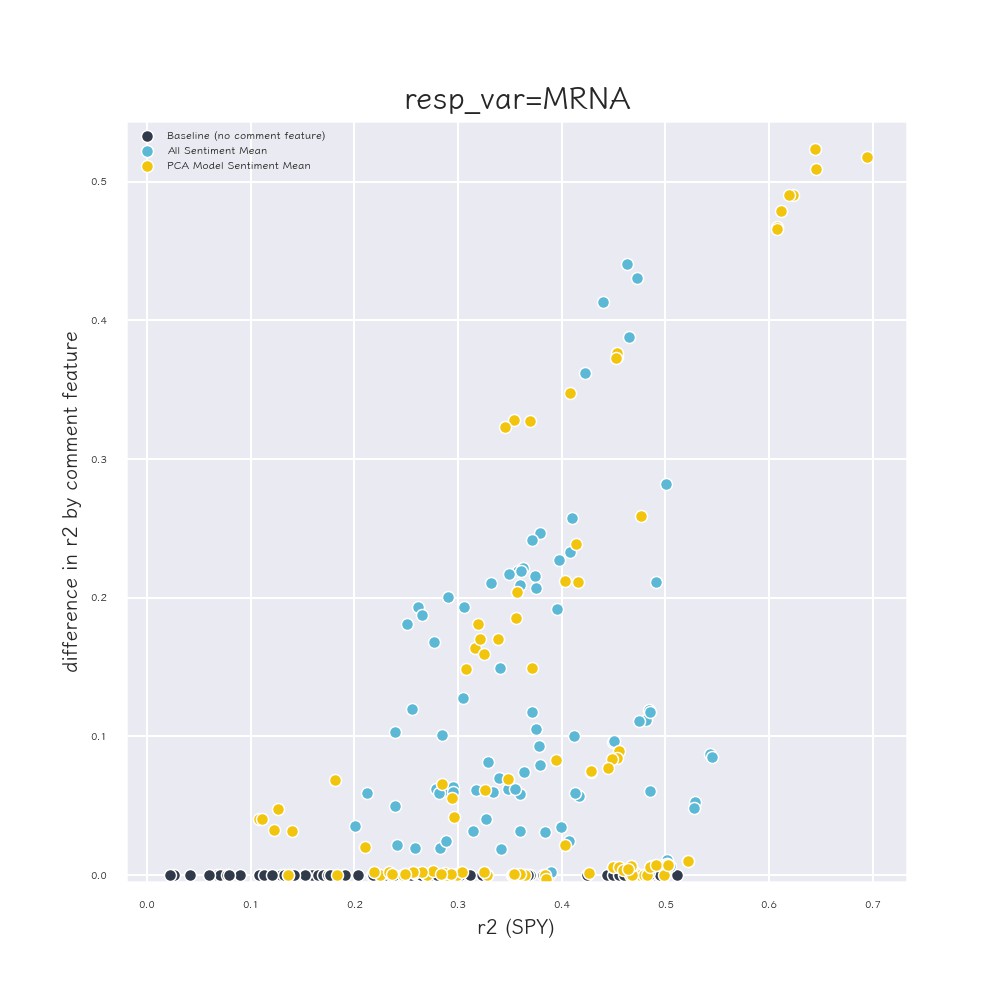 resp_var=MRNA
Baseline (no comment feature)
All Sentiment Mean
PCA Model Sentiment Mean
difference in r2 by comment feature
0.5
0.4
0.3
0.2
0.1
0.0
0.0 0.1 0.2 0.3 0.4 0.5 0.6 0.7
r2 (SPY)